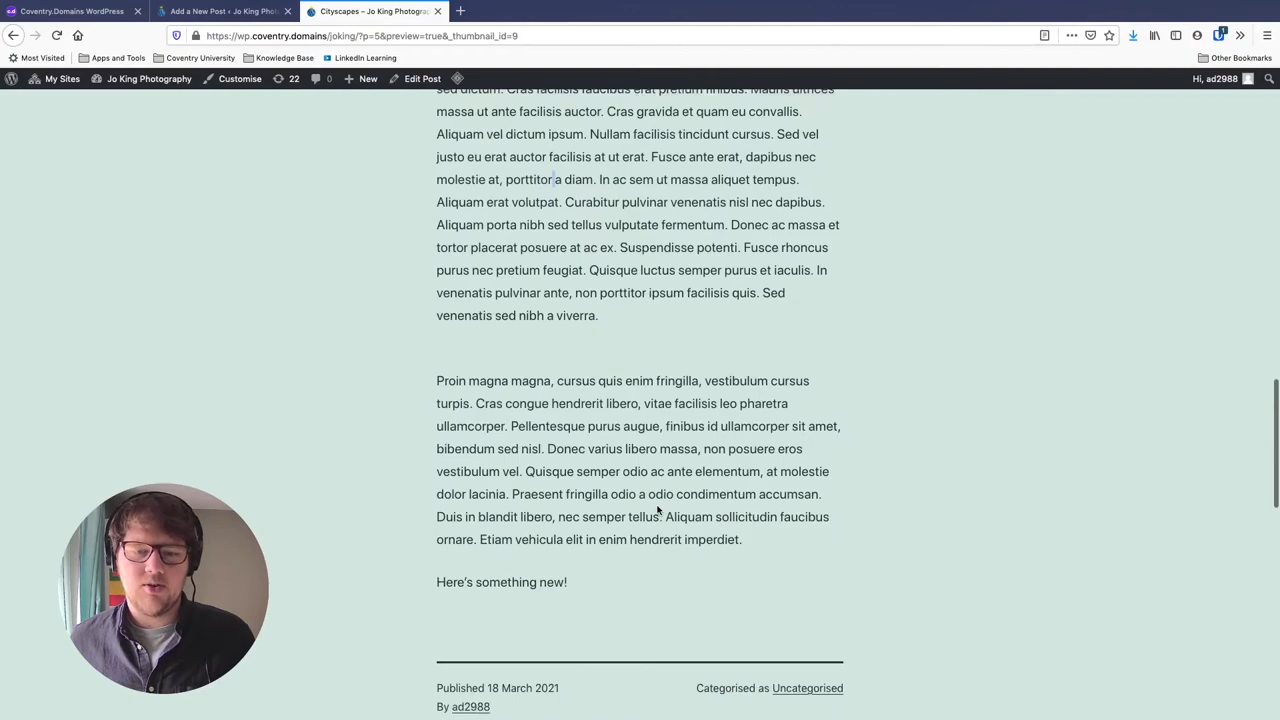 Coventry.Domains WordPress
Add a New Post ‹ Jo King Phot
Cityscapes – Jo King Photogra
https://wp.coventry.domains/joking/?p=5&preview=true&_thumbnail_id=9
Most Visited Apps and Tools Coventry University Knowledge Base LinkedIn Learning Other Bookmarks
My Sites Jo King Photography Customise 22 0 New Edit Post Hi, ad2988
sed dictum. Cras facilisis faucibus erat pretium finibus. Mauris ultrices
massa ut ante facilisis auctor. Cras gravida et quam eu convallis.
Aliquam vel dictum ipsum. Nullam facilisis tincidunt cursus. Sed vel
justo eu erat auctor facilisis at ut erat. Fusce ante erat, dapibus nec
molestie at, porttitor a diam. In ac sem ut massa aliquet tempus.
Aliquam erat volutpat. Curabitur pulvinar venenatis nisl nec dapibus.
Aliquam porta nibh sed tellus vulputate fermentum. Donec ac massa et
tortor placerat posuere at ac ex. Suspendisse potenti. Fusce rhoncus
purus nec pretium feugiat. Quisque luctus semper purus et iaculis. In
venenatis pulvinar ante, non porttitor ipsum facilisis quis. Sed
venenatis sed nibh a viverra.
Proin magna magna, cursus quis enim fringilla, vestibulum cursus
turpis. Cras congue hendrerit libero, vitae facilisis leo pharetra
ullamcorper. Pellentesque purus augue, finibus id ullamcorper sit amet,
bibendum sed nisl. Donec varius libero massa, non posuere eros
vestibulum vel. Quisque semper odio ac ante elementum, at molestie
dolor lacinia. Praesent fringilla odio a odio condimentum accumsan.
Duis in blandit libero, nec semper tellus. Aliquam sollicitudin faucibus
ornare. Etiam vehicula elit in enim hendrerit imperdiet.
Here's something new!
Published 18 March 2021 Categorised as Uncategorised
By ad2988